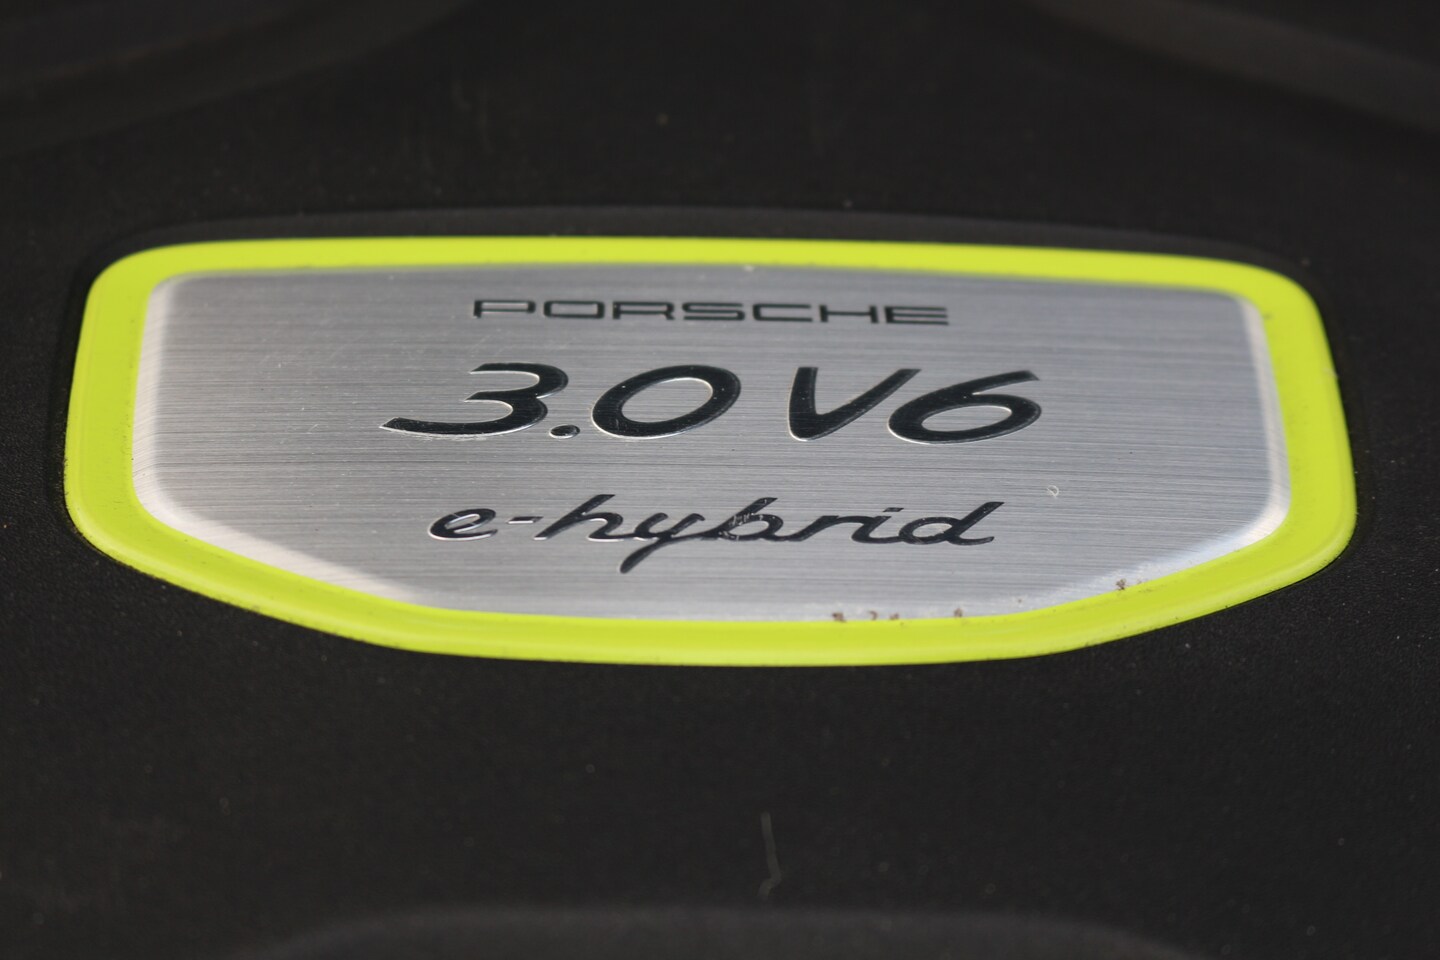 PORSCHE
3.0 V6
e-hybrid